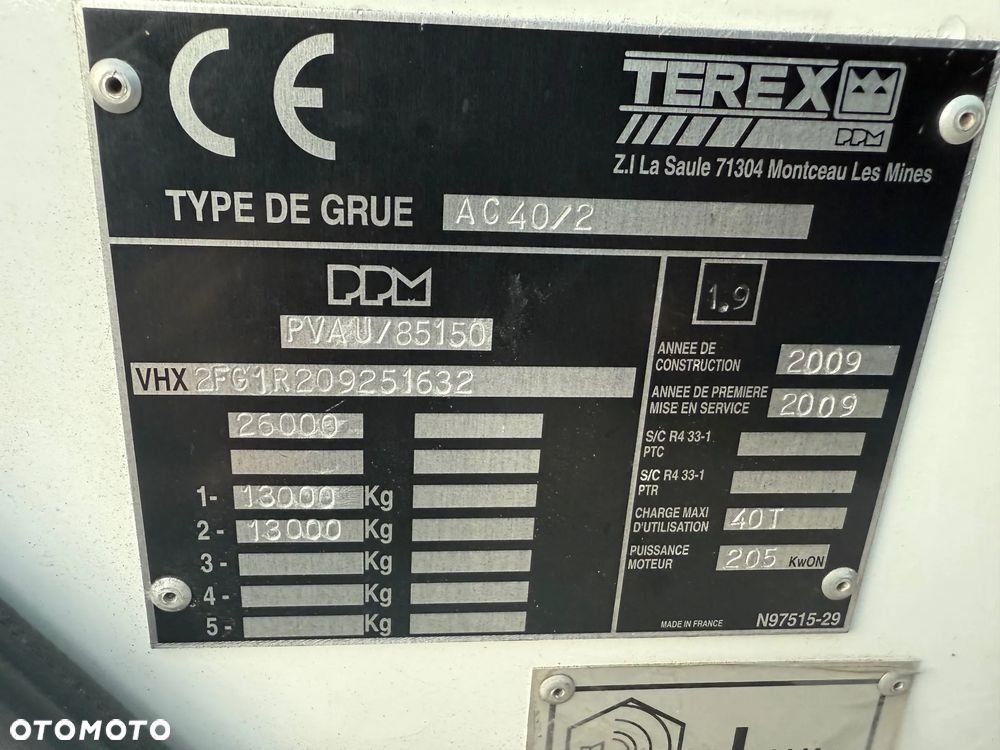 CE
TEREX
PPM
Z.I La Saule 71304 Montceau Les Mines
TYPE DE GRUE AC40/2
PPM
PVAU/85150
VHX 2FG1R209251632
26000
1- 13000 Kg
2- 13000 Kg
3- Kg
4- Kg
5- Kg
1.9
ANNEE DE
CONSTRUCTION 2009
ANNEE DE PREMIERE
MISE EN SERVICE 2009
S/C R4 33-1
PTC
S/C R4 33-1
PTR
CHARGE MAXI
D'UTILISATION 40T
PUISSANCE
MOTEUR 205 KwON
MADE IN FRANCE N97515-29
OTOMOTO